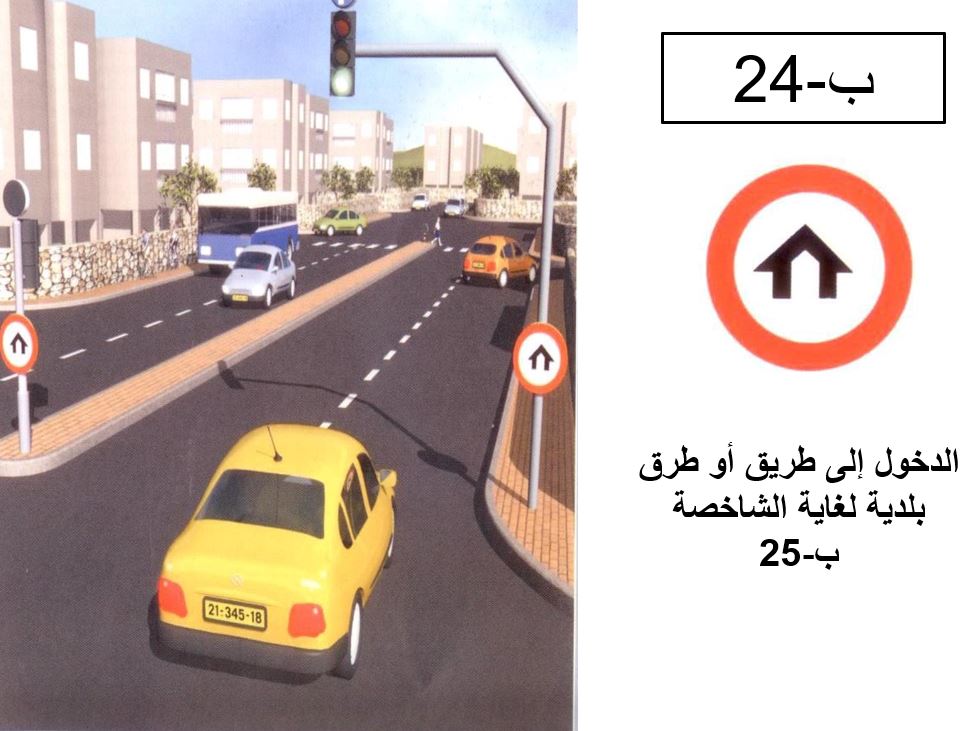 ب-24
الدخول إلى طريق أو طرق
بلدية لغاية الشاخصة
ب-25
21-345-18